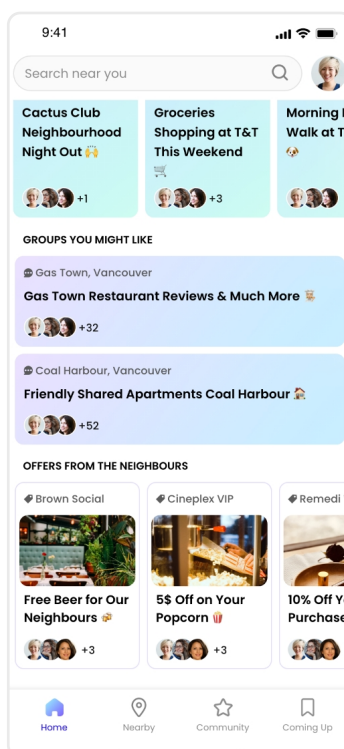 9:41
Search near you
Cactus Club
Neighbourhood
Night Out 🙌
+1
Groceries
Shopping at T&T
This Weekend
🛒
+3
Morning
Walk at T
🐶
GROUPS YOU MIGHT LIKE
Gas Town, Vancouver
Gas Town Restaurant Reviews & Much More
+32
Coal Harbour, Vancouver
Friendly Shared Apartments Coal Harbour 🏠
+52
OFFERS FROM THE NEIGHBOURS
Brown Social
Free Beer for Our
Neighbours 🍻
+3
Cineplex VIP
5$ Off on Your
Popcorn 🍿
+3
Remedi
10% Off Y
Purchase
Home
Nearby
Community
Coming Up